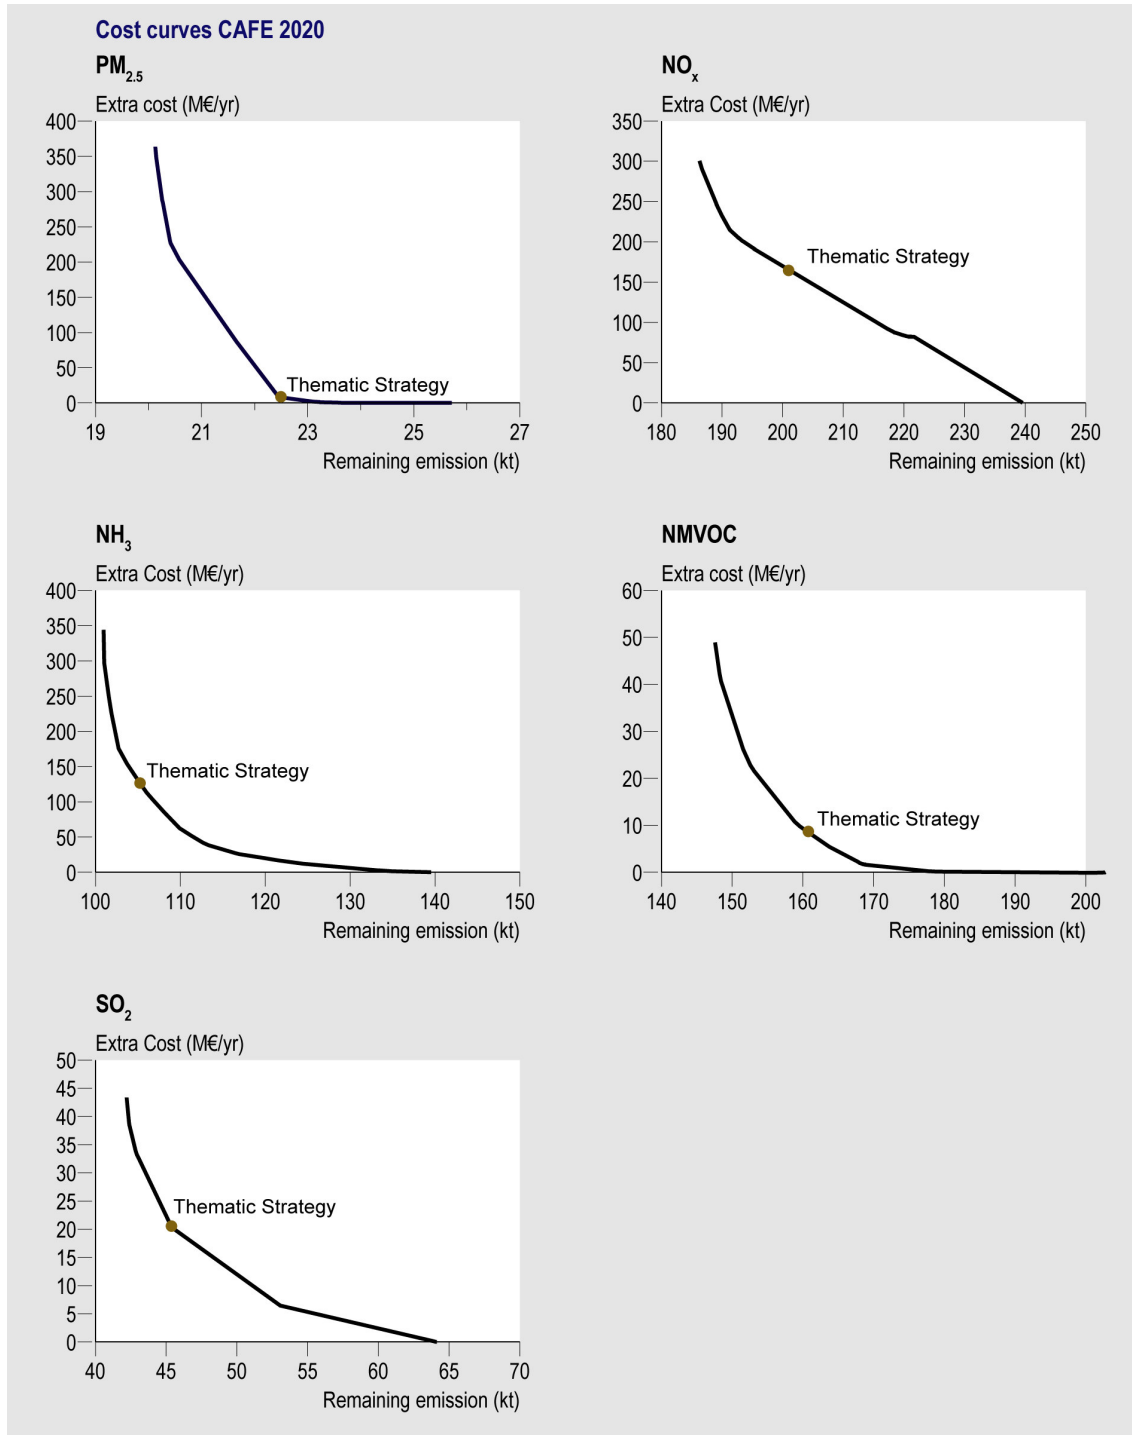 Cost curves CAFE 2020
PM2.5
Extra cost (M€/yr)
400
350
300
250
200
150
100
50
0
Thematic Strategy
19 21 23 25 27
Remaining emission (kt)
NOx
Extra Cost (M€/yr)
350
300
250
200
150
100
50
0
Thematic Strategy
180 190 200 210 220 230 240 250
Remaining emission (kt)
NH3
Extra Cost (M€/yr)
400
350
300
250
200
150
100
50
0
Thematic Strategy
100 110 120 130 140 150
Remaining emission (kt)
NMVOC
Extra cost (M€/yr)
60
50
40
30
20
10
0
Thematic Strategy
140 150 160 170 180 190 200
Remaining emission (kt)
SO2
Extra Cost (M€/yr)
50
45
40
35
30
25
20
15
10
5
0
Thematic Strategy
40 45 50 55 60 65 70
Remaining emission (kt)